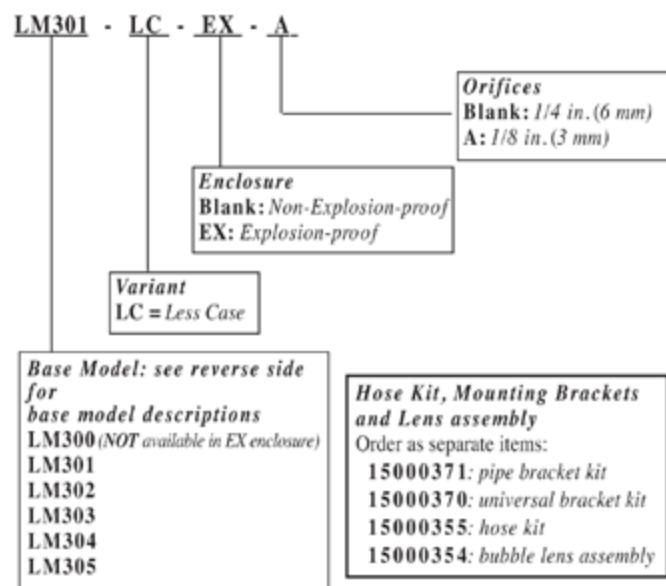 LM301 - LC - EX - A
Orifices
Blank: 1/4 in.(6 mm)
A: 1/8 in.(3 mm)
Enclosure
Blank: Non-Explosion-proof
EX: Explosion-proof
Variant
LC = Less Case
Base Model: see reverse side
for
base model descriptions
LM300 (NOT available in EX enclosure)
LM301
LM302
LM303
LM304
LM305
Hose Kit, Mounting Brackets
and Lens assembly
Order as separate items:
15000371: pipe bracket kit
15000370: universal bracket kit
15000355: hose kit
15000354: bubble lens assembly